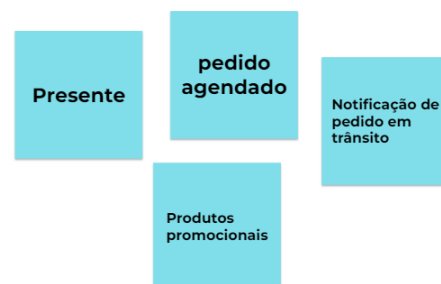 Presente
pedido
agendado
Notificação de
pedido em
trânsito
Produtos
promocionais